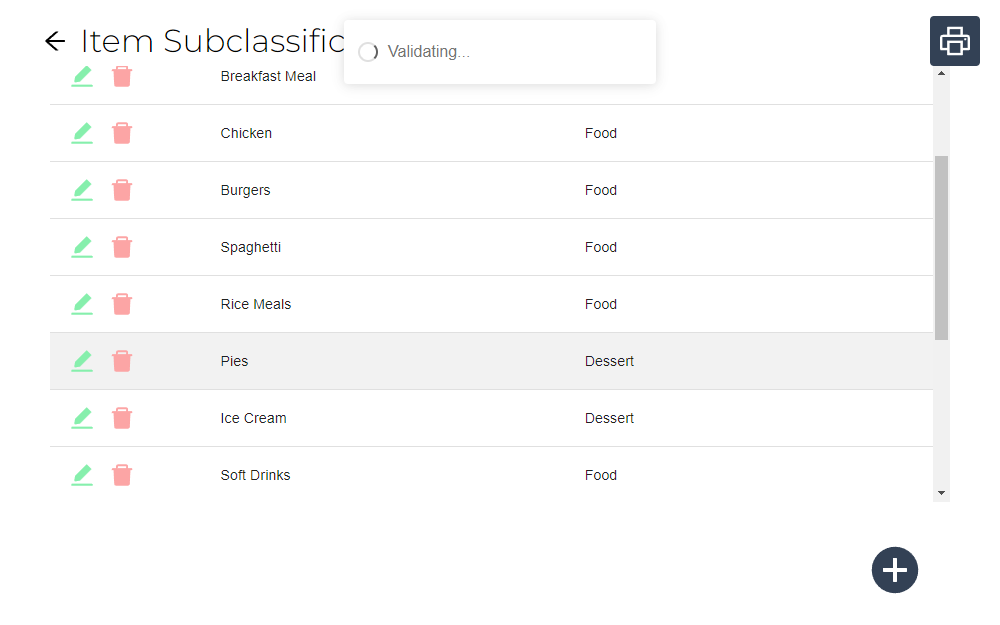 Item Subclassific
Validating...
Breakfast Meal
Chicken Food
Burgers Food
Spaghetti Food
Rice Meals Food
Pies Dessert
Ice Cream Dessert
Soft Drinks Food